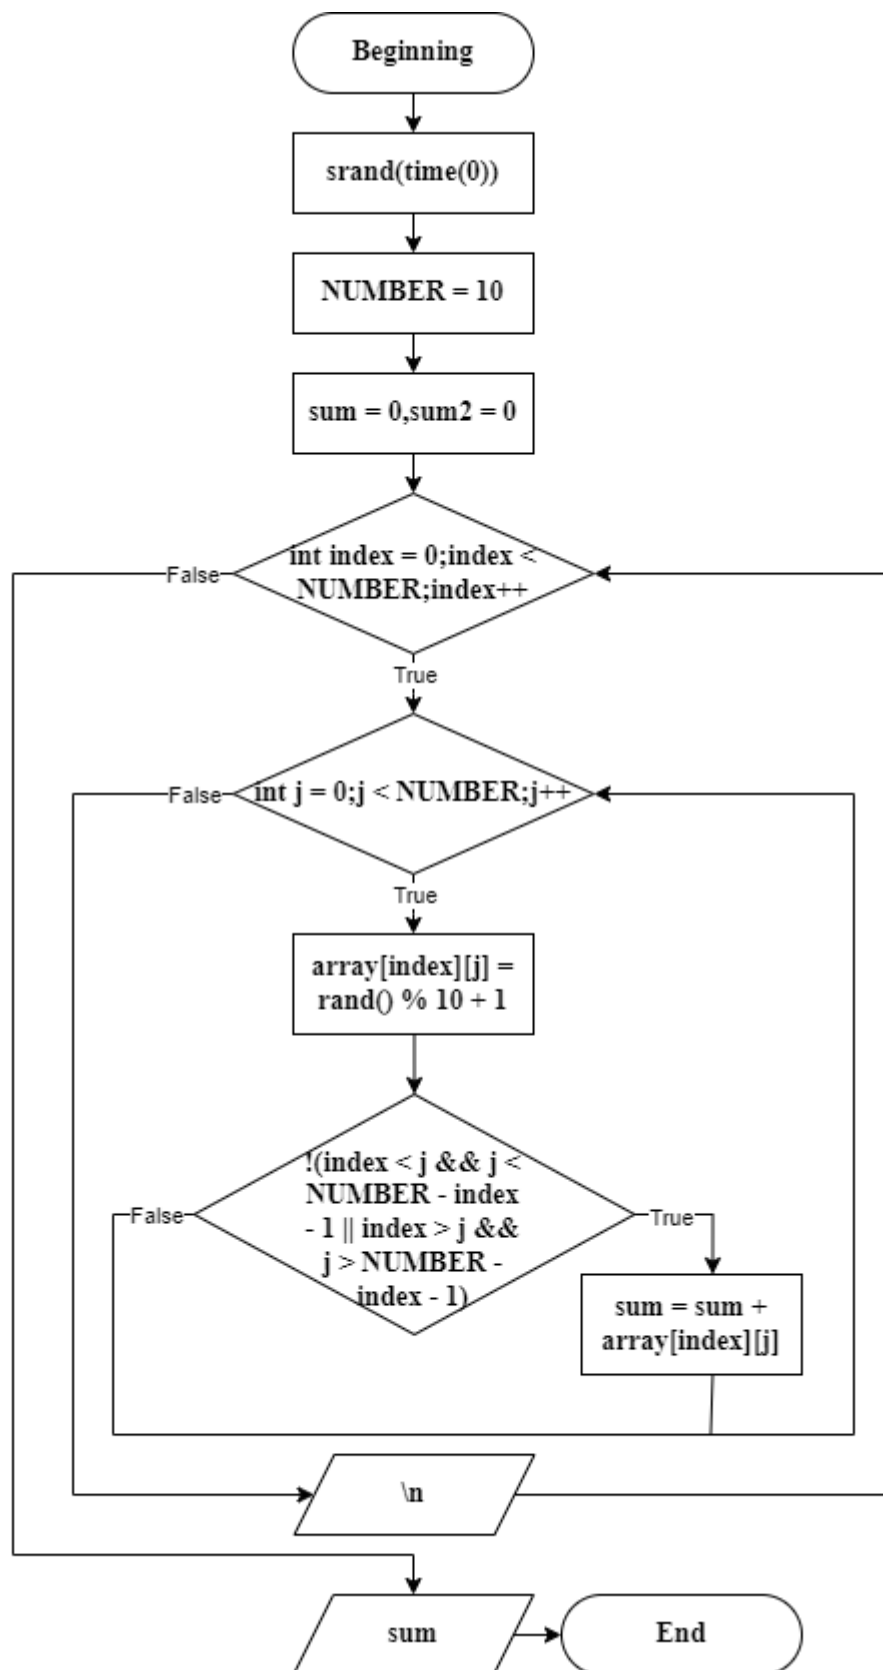 Beginning
srand(time(0))
NUMBER = 10
sum = 0,sum2 = 0
int index = 0;index <
NUMBER;index++
False
True
int j = 0;j < NUMBER;j++
False
True
array[index][j] =
rand() % 10 + 1
!(index < j && j <
NUMBER - index
- 1 || index > j &&
j > NUMBER -
index - 1)
False
True
sum = sum +
array[index][j]
\n
sum
End